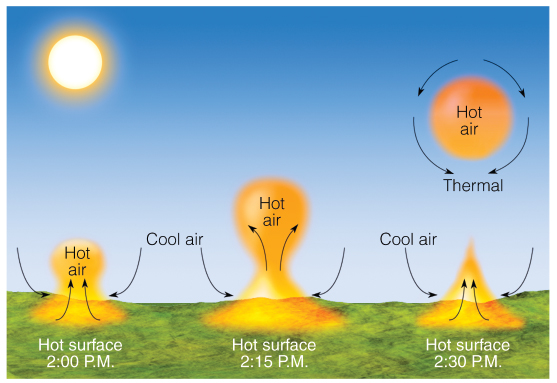 Hot
air
Thermal
Hot
air
Cool air
Cool air
Hot
air
Hot surface
2:00 P.M.
Hot surface
2:15 P.M.
Hot surface
2:30 P.M.